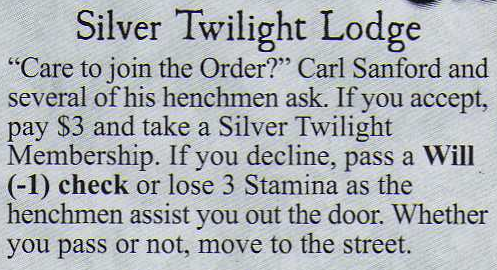 Silver Twilight Lodge
“Care to join the Order?” Carl Sanford and
several of his henchmen ask. If you accept,
pay $3 and take a Silver Twilight
Membership. If you decline, pass a Will
(-1) check or lose 3 Stamina as the
henchmen assist you out the door. Whether
you pass or not, move to the street.